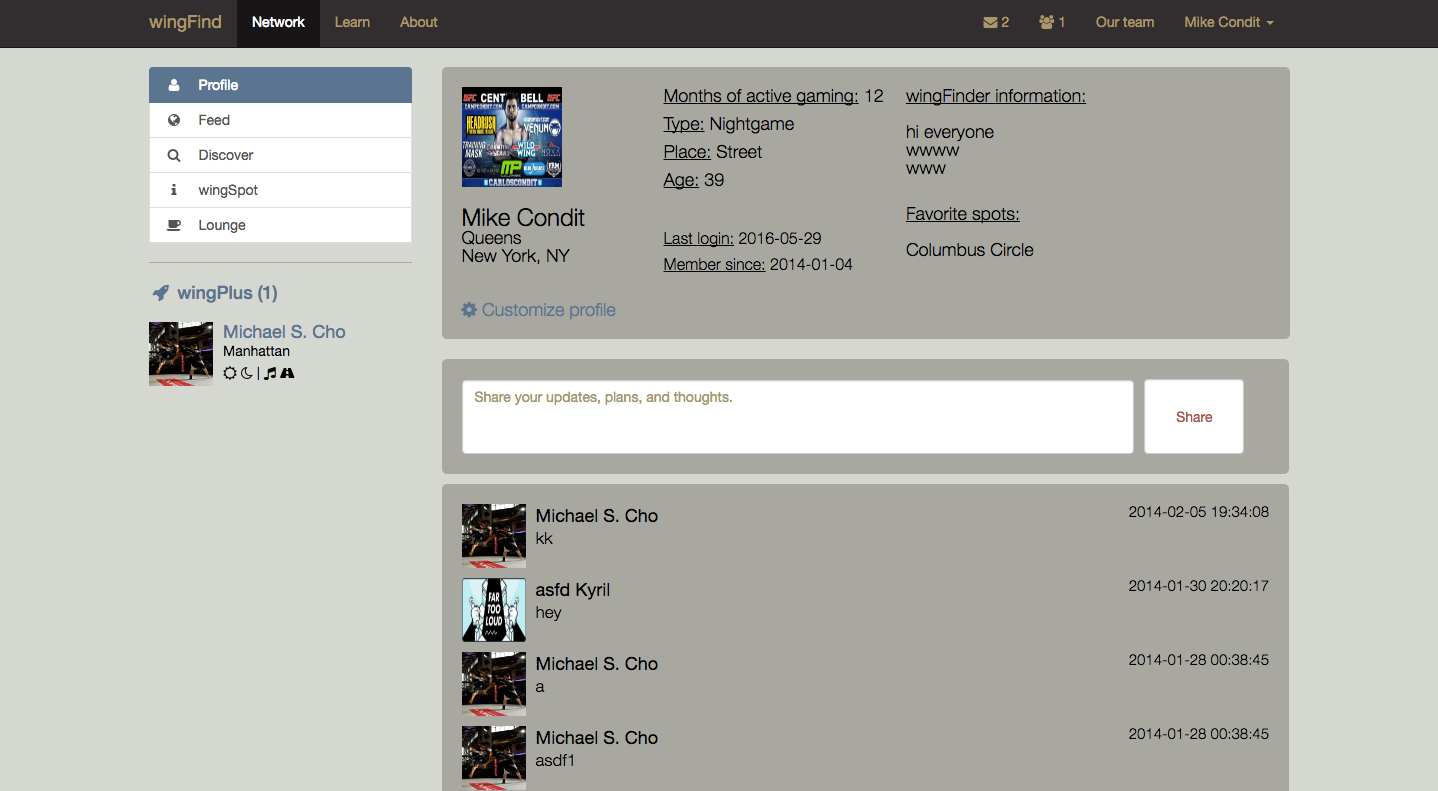 wingFind Network Learn About 2 1 Our team Mike Condit
Profile
Feed
Discover
wingSpot
Lounge
wingPlus (1)
Michael S. Cho
Manhattan
|
UFC CENT BELL UFC
CAMPCONDIT.COM CAMPCONDIT.COM
HEADRUSH
VENUM
TRAINING
MASK
WILD
WING
NOVA
MP
CARLOSCONDIT
Mike Condit
Queens
New York, NY
Customize profile
Months of active gaming: 12
Type: Nightgame
Place: Street
Age: 39
Last login: 2016-05-29
Member since: 2014-01-04
wingFinder information:
hi everyone
wwww
www
Favorite spots:
Columbus Circle
Share your updates, plans, and thoughts.
Share
Michael S. Cho 2014-02-05 19:34:08
kk
FAR
TOO
LOUD
asfd Kyril 2014-01-30 20:20:17
hey
Michael S. Cho 2014-01-28 00:38:45
a
Michael S. Cho 2014-01-28 00:38:45
asdf1